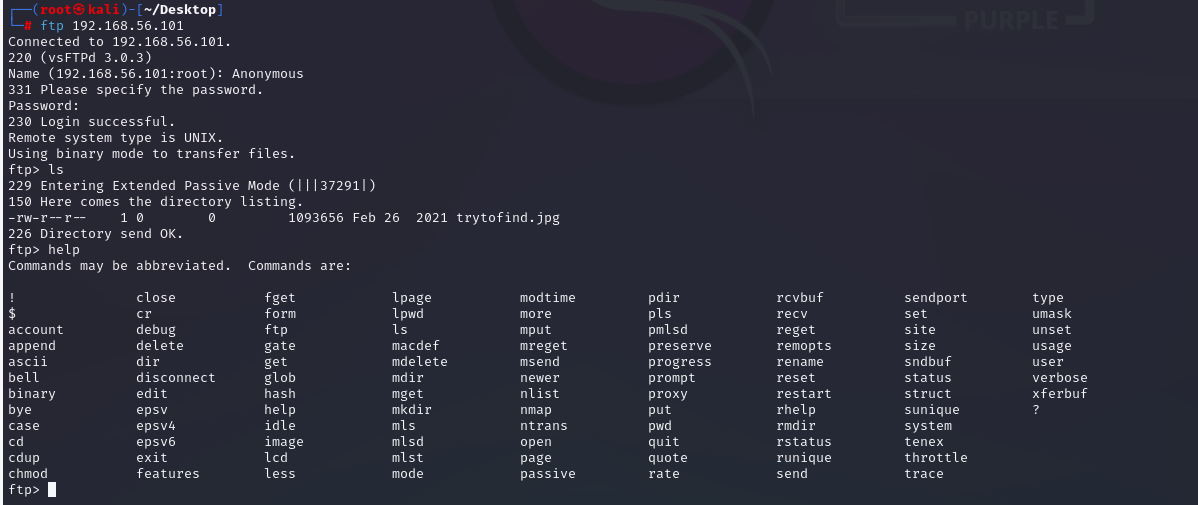 ┌──(root㉿kali)-[~/Desktop]
└─# ftp 192.168.56.101
Connected to 192.168.56.101.
220 (vsFTPd 3.0.3)
Name (192.168.56.101:root): Anonymous
331 Please specify the password.
Password:
230 Login successful.
Remote system type is UNIX.
Using binary mode to transfer files.
ftp> ls
229 Entering Extended Passive Mode (|||37291|)
150 Here comes the directory listing.
-rw-r--r--    1 0        0         1093656 Feb 26  2021 trytofind.jpg
226 Directory send OK.
ftp> help
Commands may be abbreviated.  Commands are:

!               close           fget            lpage           modtime         pdir            rcvbuf          sendport        type
$               cr              form            lpwd            more            pls             recv            set             umask
account         debug           ftp             ls              mput            pmlsd           reget           site            unset
append          delete          gate            macdef          mreget          preserve        remopts         size            usage
ascii           dir             get             mdelete         msend           progress        rename          sndbuf          user
bell            disconnect      glob            mdir            newer           prompt          reset           status          verbose
binary          edit            hash            mget            nlist           proxy           restart         struct          xferbuf
bye             epsv            help            mkdir           nmap            put             rhelp           sunique         ?
case            epsv4           idle            mls             ntrans          pwd             rmdir           system
cd              epsv6           image           mlsd            open            quit            rstatus         tenex
cdup            exit            lcd             mlst            page            quote           runique         throttle
chmod           features        less            mode            passive         rate            send            trace
ftp>
PURPLE